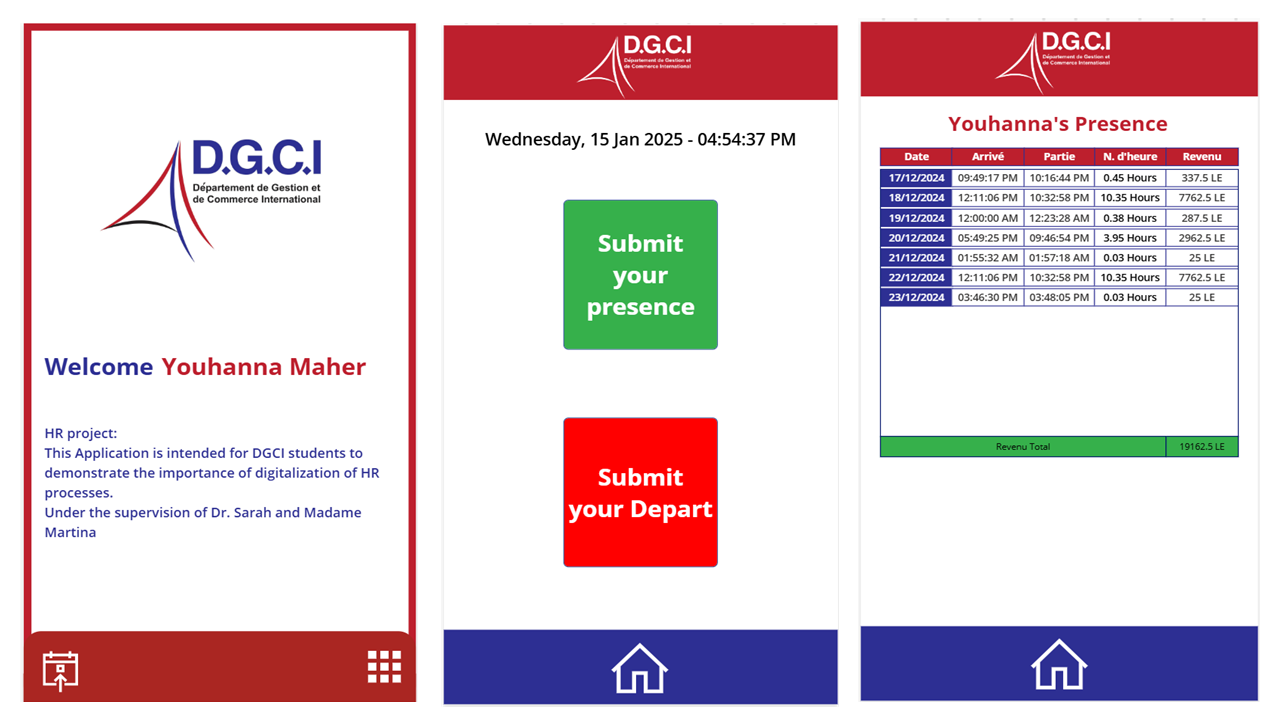 D.G.C.I
Département de Gestion et
de Commerce International
Welcome Youhanna Maher
HR project:
This Application is intended for DGCI students to
demonstrate the importance of digitalization of HR
processes.
Under the supervision of Dr. Sarah and Madame
Martina
D.G.C.I
Département de Gestion et
de Commerce International
Wednesday, 15 Jan 2025 - 04:54:37 PM
Submit
your
presence
Submit
your Depart
D.G.C.I
Département de Gestion et
de Commerce International
Youhanna's Presence
Date Arrivé Partie N. d'heure Revenu
17/12/2024 09:49:17 PM 10:16:44 PM 0.45 Hours 337.5 LE
18/12/2024 12:11:06 PM 10:32:58 PM 10.35 Hours 7762.5 LE
19/12/2024 12:00:00 AM 12:23:28 AM 0.38 Hours 287.5 LE
20/12/2024 05:49:25 PM 09:46:54 PM 3.95 Hours 2962.5 LE
21/12/2024 01:55:32 AM 01:57:18 AM 0.03 Hours 25 LE
22/12/2024 12:11:06 PM 10:32:58 PM 10.35 Hours 7762.5 LE
23/12/2024 03:46:30 PM 03:48:05 PM 0.03 Hours 25 LE
Revenu Total 19162.5 LE